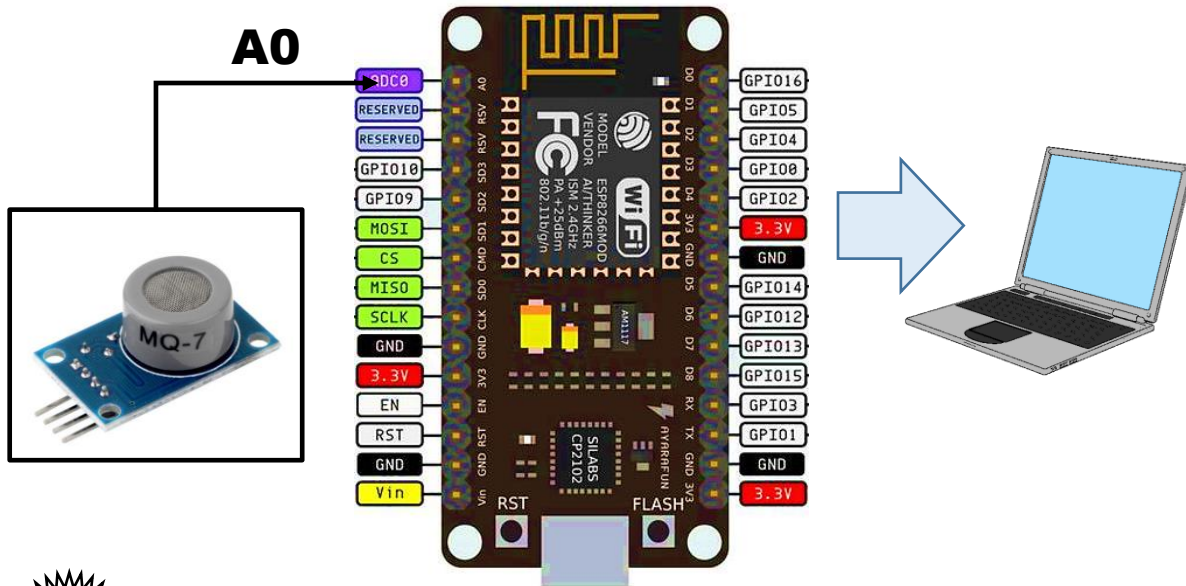 A0
ADC0
RESERVED
RESERVED
GPIO10
GPIO9
MOSI
CS
MISO
SCLK
GND
3.3V
EN
RST
GND
Vin
A0
RSV
RSV
SD3
SD2
SD1
CMD
SD0
CLK
GND
3V3
EN
RST
GND
Vin
MODEL
VENDOR
ESP8266MOD
AI/THINKER
ISM 2.4GHz
PA +25dBm
802.11b/g/n
FC
Wi Fi
AM1117
SILABS
CP2102
AYARAFUN
RST
FLASH
D0
D1
D2
D3
D4
3V3
GND
D5
D6
D7
D8
RX
TX
GND
3V3
GPIO16
GPIO5
GPIO4
GPIO0
GPIO2
3.3V
GND
GPIO14
GPIO12
GPIO13
GPIO15
GPIO3
GPIO1
GND
3.3V
MQ-7